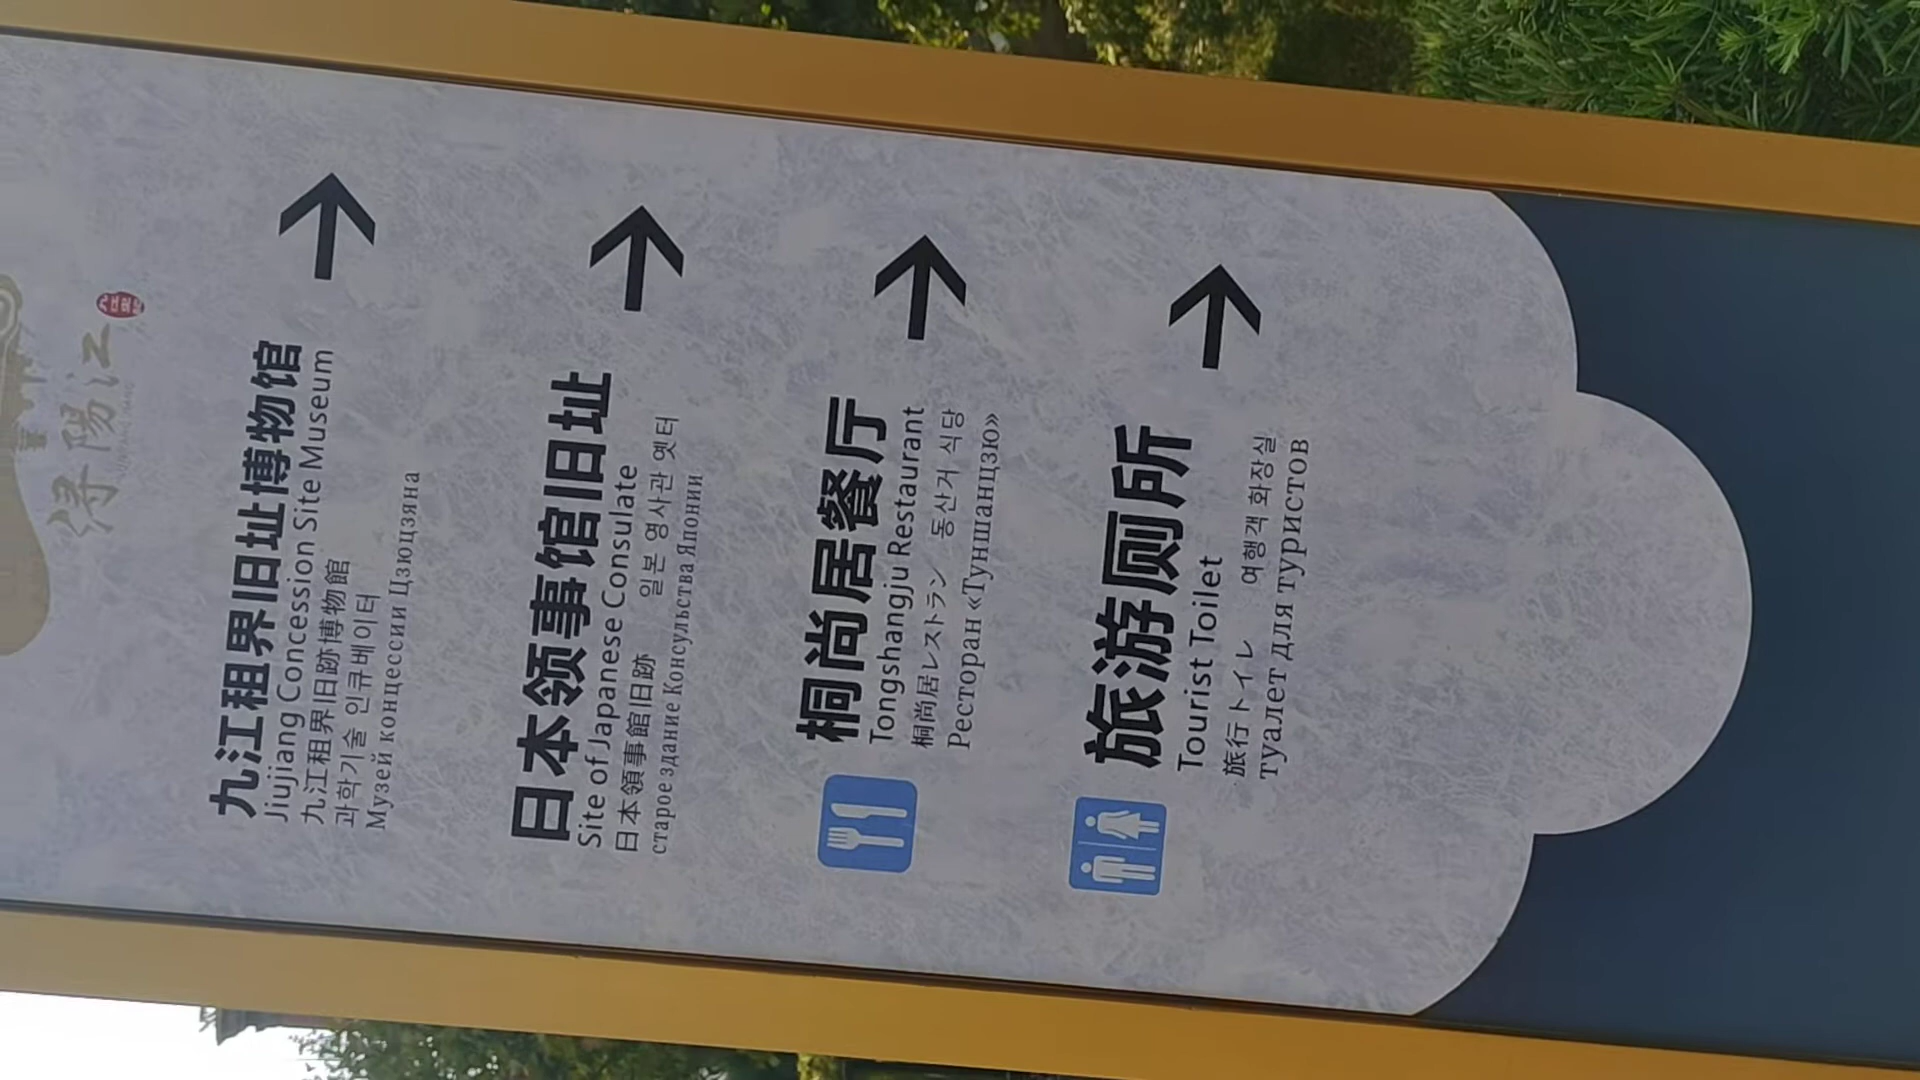 浔陽江
九江租界旧址博物馆
Jiujiang Concession Site Museum
九江租界旧跡博物館
과학기술 인큐베이터
Музей концессии Цзюцзяна
日本领事馆旧址
Site of Japanese Consulate
日本領事館旧跡 일본 영사관 옛터
старое здание Консульства Японии
桐尚居餐厅
Tongshangju Restaurant
桐尚居レストラン 동산거 식당
Ресторан «Туншанцзю»
旅游厕所
Tourist Toilet
旅行トイレ 여행객 화장실
туалет для туристов